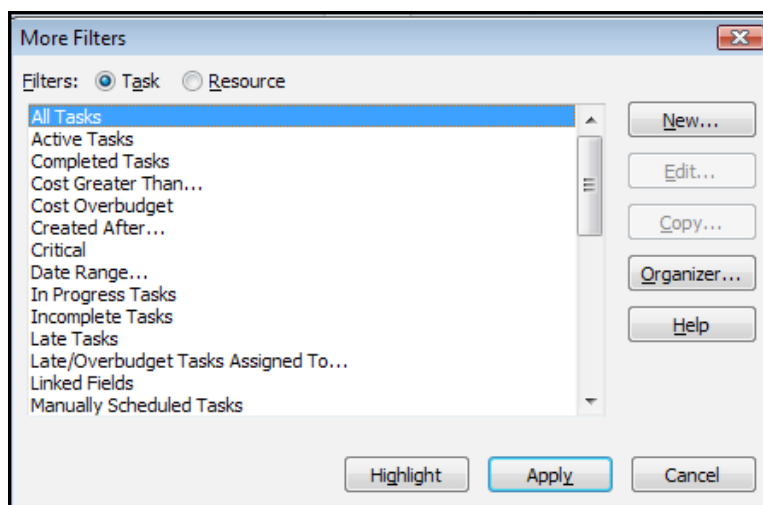 More Filters
Filters: Task Resource
All Tasks
Active Tasks
Completed Tasks
Cost Greater Than...
Cost Overbudget
Created After...
Critical
Date Range...
In Progress Tasks
Incomplete Tasks
Late Tasks
Late/Overbudget Tasks Assigned To...
Linked Fields
Manually Scheduled Tasks
New...
Edit...
Copy...
Organizer...
Help
Highlight Apply Cancel